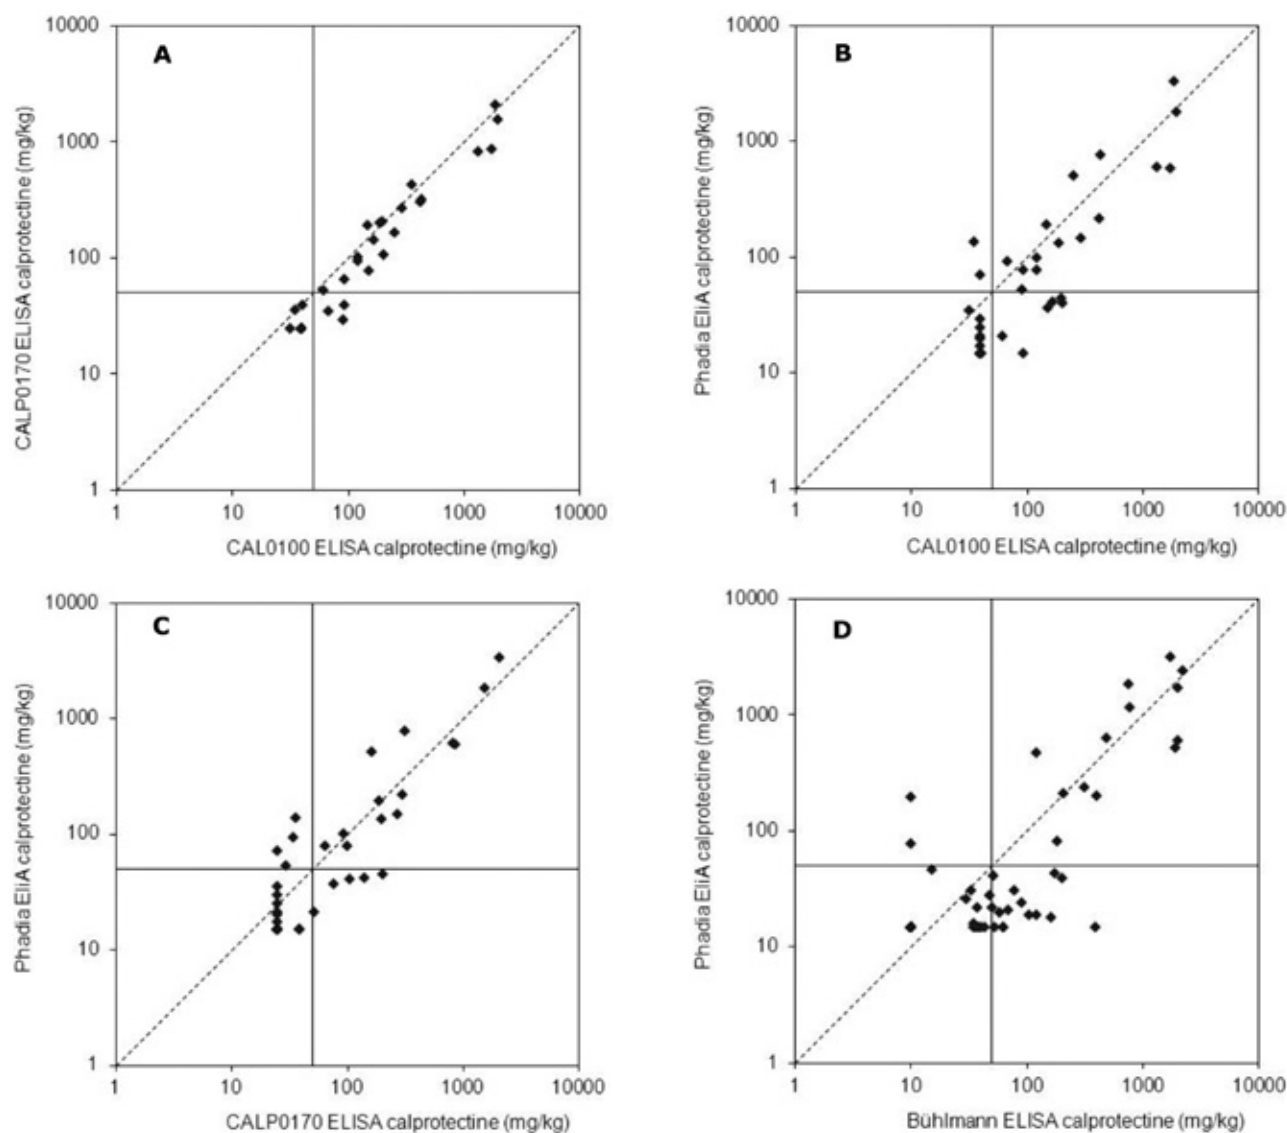 A
10000
1000
100
10
1
CALP0170 ELISA calprotectine (mg/kg)
1 10 100 1000 10000
CAL0100 ELISA calprotectine (mg/kg)
B
10000
1000
100
10
1
Phadia EliA calprotectine (mg/kg)
1 10 100 1000 10000
CAL0100 ELISA calprotectine (mg/kg)
C
10000
1000
100
10
1
Phadia EliA calprotectine (mg/kg)
1 10 100 1000 10000
CALP0170 ELISA calprotectine (mg/kg)
D
10000
1000
100
10
1
Phadia EliA calprotectine (mg/kg)
1 10 100 1000 10000
Bühlmann ELISA calprotectine (mg/kg)